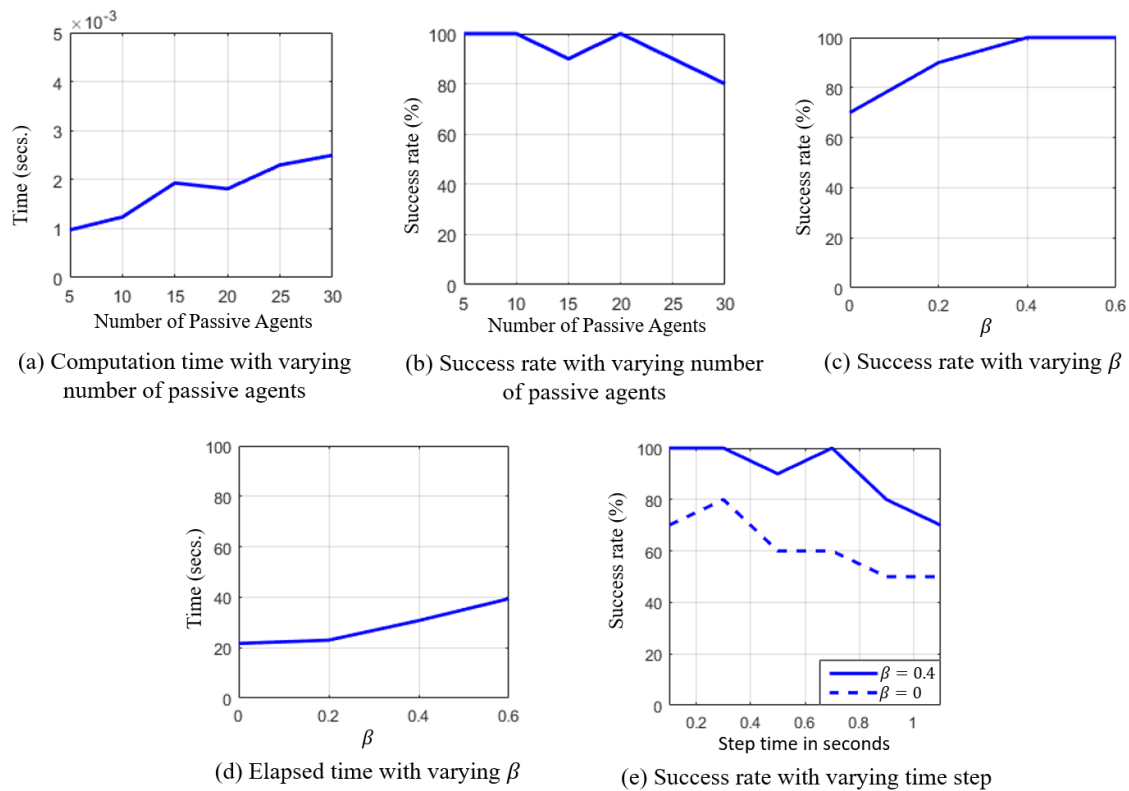 ×10⁻³
5
4
3
2
1
0
Time (secs.)
5 10 15 20 25 30
Number of Passive Agents
(a) Computation time with varying
number of passive agents
100
80
60
40
20
0
Success rate (%)
5 10 15 20 25 30
Number of Passive Agents
(b) Success rate with varying number
of passive agents
100
80
60
40
20
0
Success rate (%)
0 0.2 0.4 0.6
β
(c) Success rate with varying β
100
80
60
40
20
0
Time (secs.)
0 0.2 0.4 0.6
β
(d) Elapsed time with varying β
100
80
60
40
20
0
Success rate (%)
β = 0.4
β = 0
0.2 0.4 0.6 0.8 1
Step time in seconds
(e) Success rate with varying time step